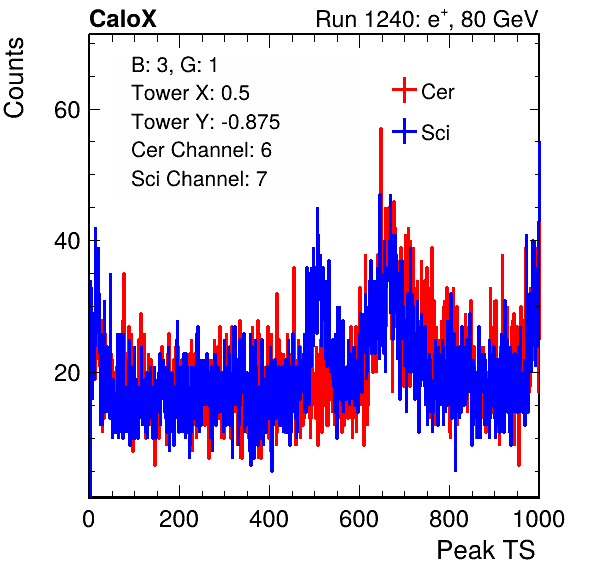 CaloX Run 1240: e⁺, 80 GeV
Counts
B: 3, G: 1
Tower X: 0.5
Tower Y: -0.875
Cer Channel: 6
Sci Channel: 7
Cer
Sci
60
40
20
0 200 400 600 800 1000
Peak TS